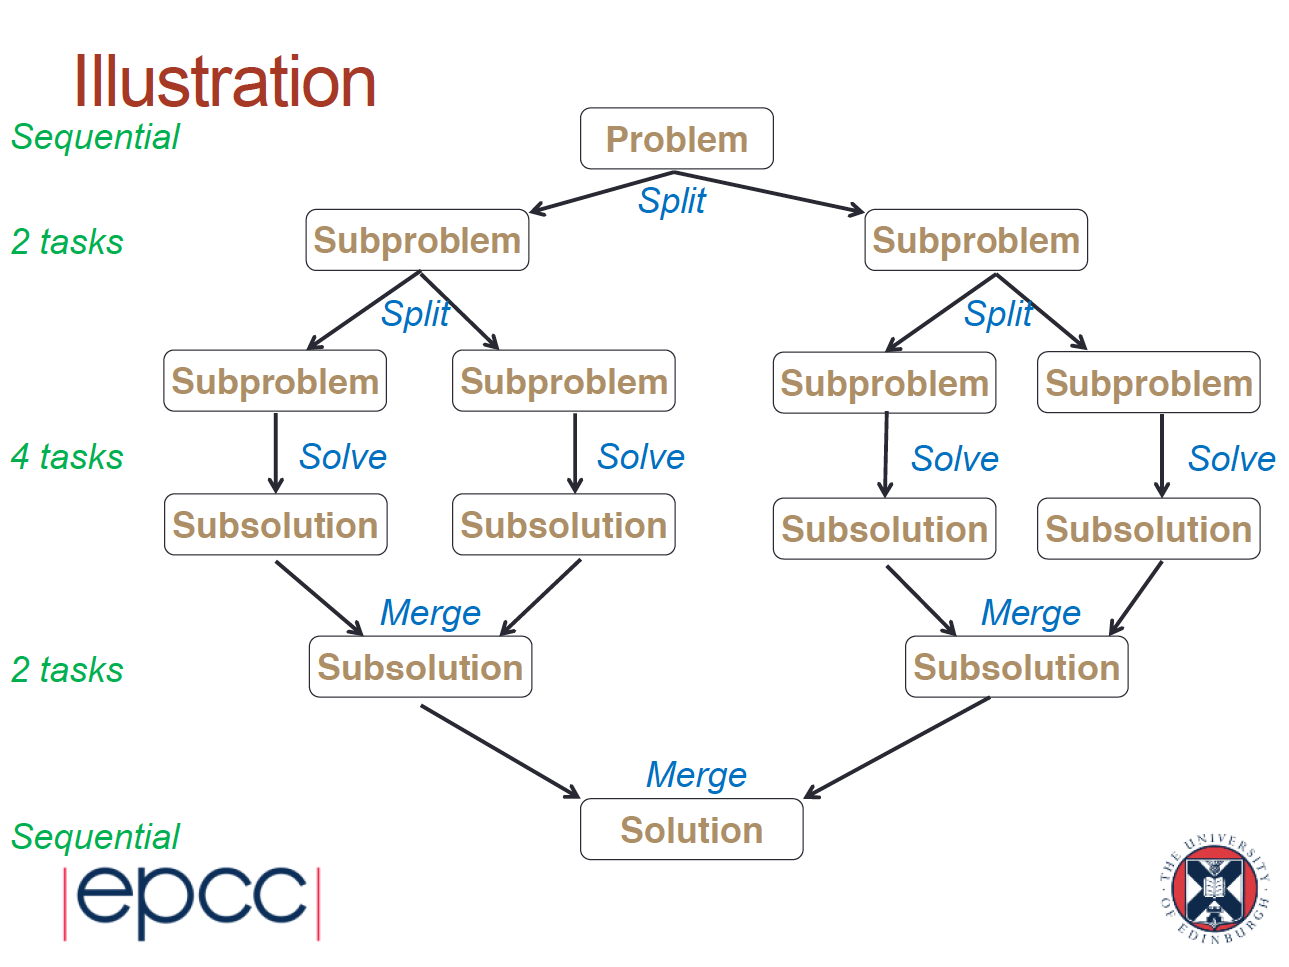 Illustration
Sequential
Problem
Split
2 tasks
Subproblem
Subproblem
Split
Split
Subproblem
Subproblem
Subproblem
Subproblem
4 tasks
Solve
Solve
Solve
Solve
Subsolution
Subsolution
Subsolution
Subsolution
Merge
Merge
2 tasks
Subsolution
Subsolution
Merge
Solution
Sequential
|epcc|
THE UNIVERSITY
OF EDINBURGH